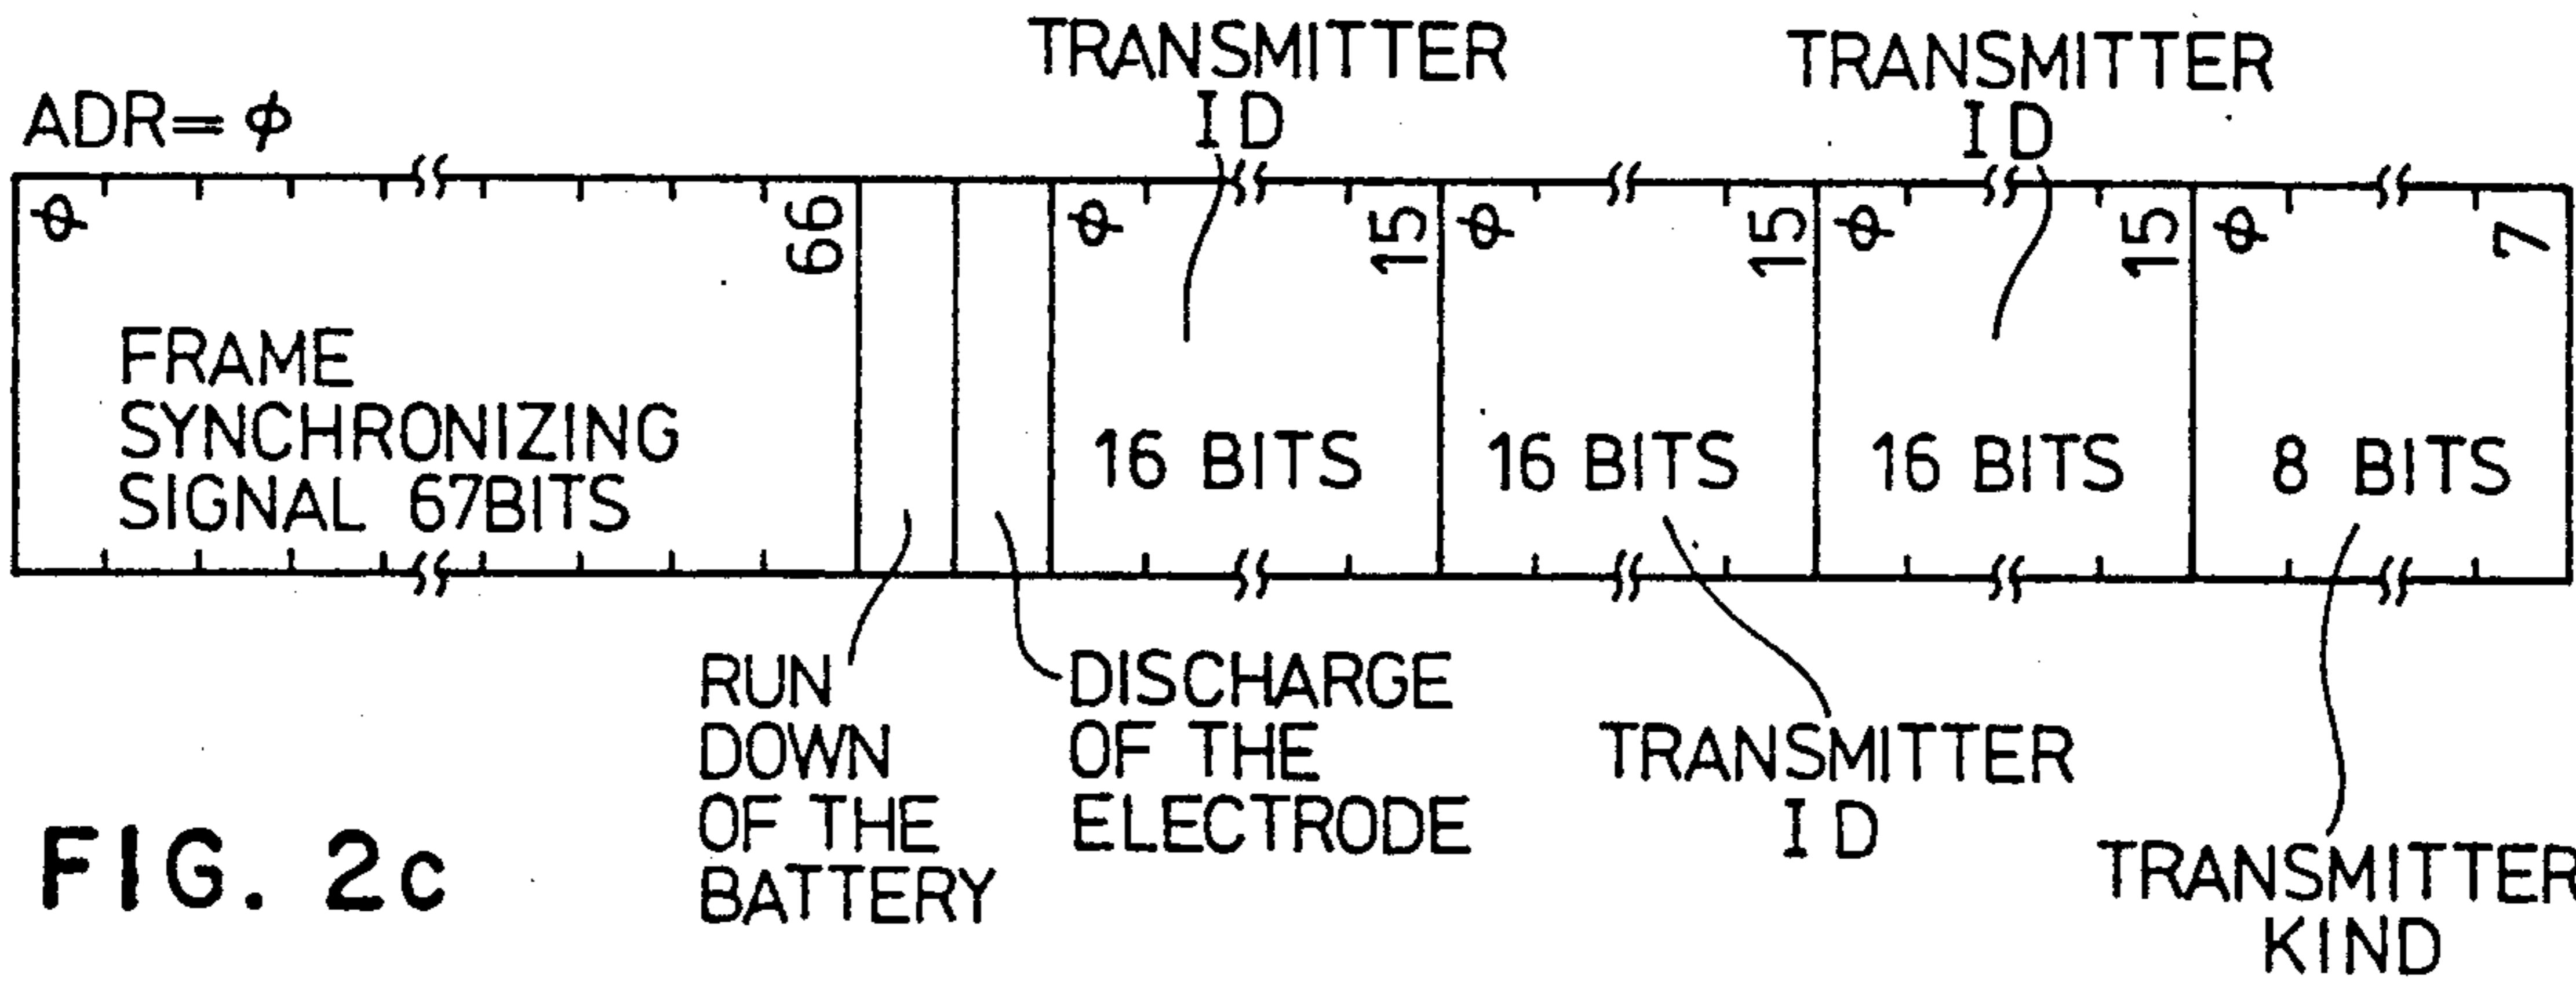 TRANSMITTER
ID
TRANSMITTER
ID
ADR=ϕ
ϕ
66
ϕ
15
ϕ
15
ϕ
15
ϕ
7
FRAME
SYNCHRONIZING
SIGNAL 67BITS
16 BITS
16 BITS
16 BITS
8 BITS
RUN
DOWN
OF THE
BATTERY
DISCHARGE
OF THE
ELECTRODE
TRANSMITTER
ID
TRANSMITTER
KIND
FIG. 2c